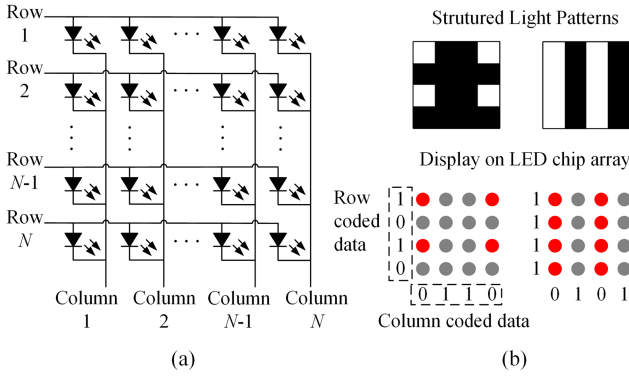 Row
1
Row
2
Row
N-1
Row
N
Column
1
Column
2
Column
N-1
Column
N
(a)
Strutured Light Patterns
Display on LED chip array
Row
coded
data
1
0
1
0
0 1 1 0
Column coded data
1
1
1
1
0 1 0 1
(b)